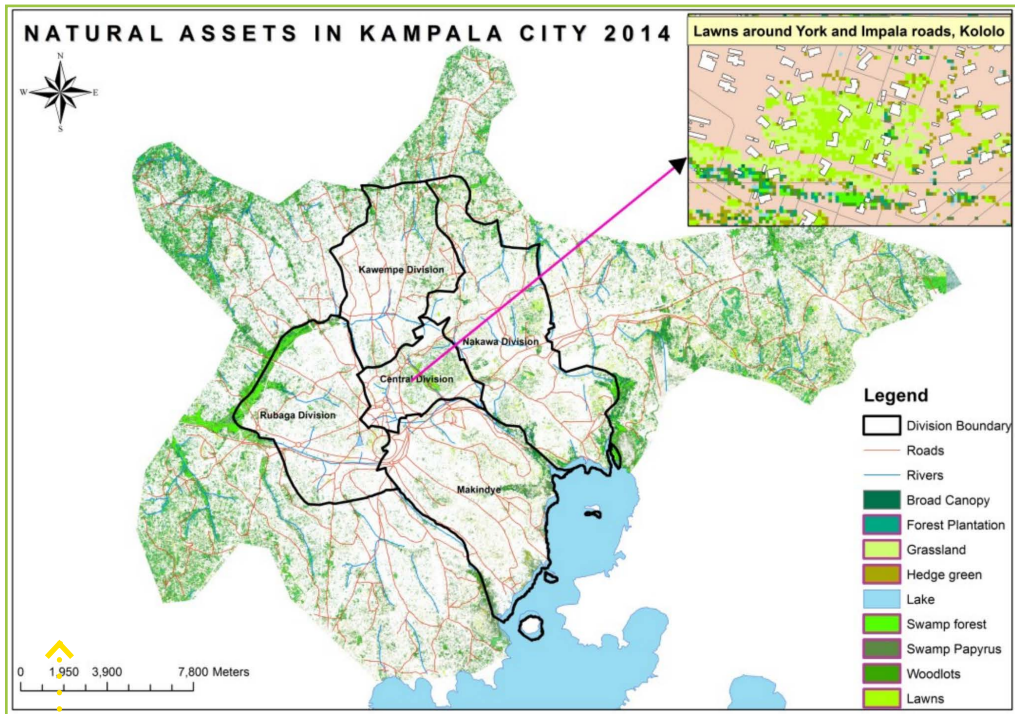 NATURAL ASSETS IN KAMPALA CITY 2014
Lawns around York and Impala roads, Kololo
N
W E
S
Kawempe Division
Nakawa Division
Central Division
Rubaga Division
Makindye
Legend
Division Boundary
Roads
Rivers
Broad Canopy
Forest Plantation
Grassland
Hedge green
Lake
Swamp forest
Swamp Papyrus
Woodlots
Lawns
0 1,950 3,900 7,800 Meters